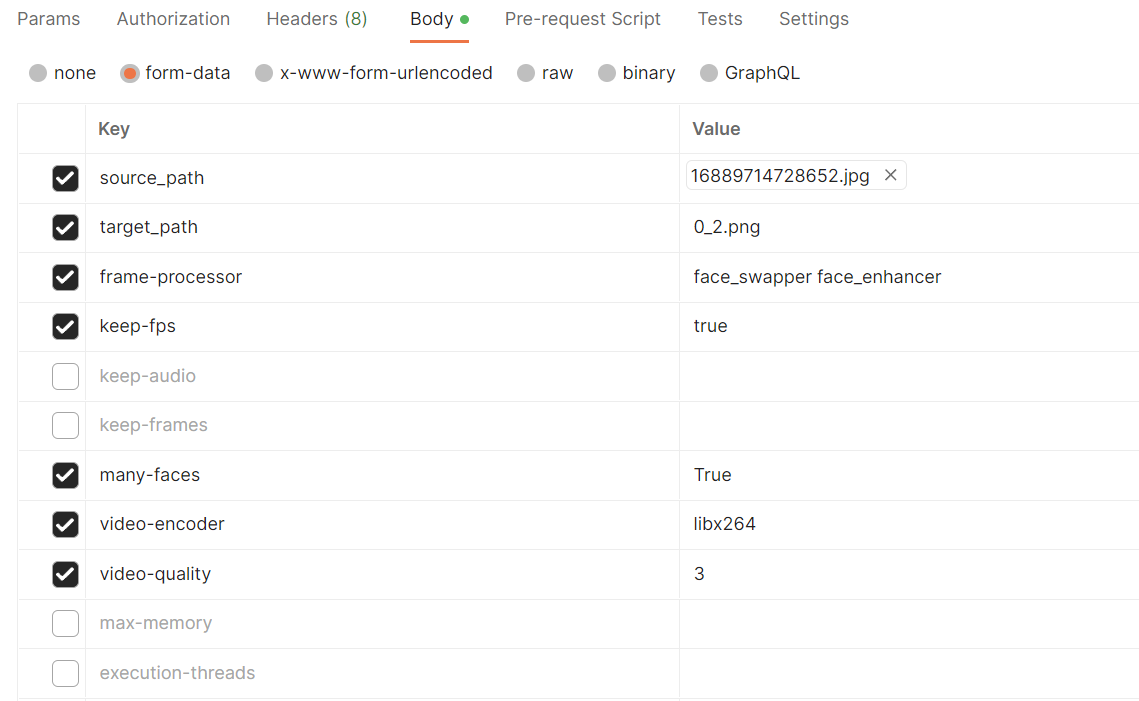 Params Authorization Headers (8) Body Pre-request Script Tests Settings
none form-data x-www-form-urlencoded raw binary GraphQL
Key Value
source_path 16889714728652.jpg
target_path 0_2.png
frame-processor face_swapper face_enhancer
keep-fps true
keep-audio
keep-frames
many-faces True
video-encoder libx264
video-quality 3
max-memory
execution-threads